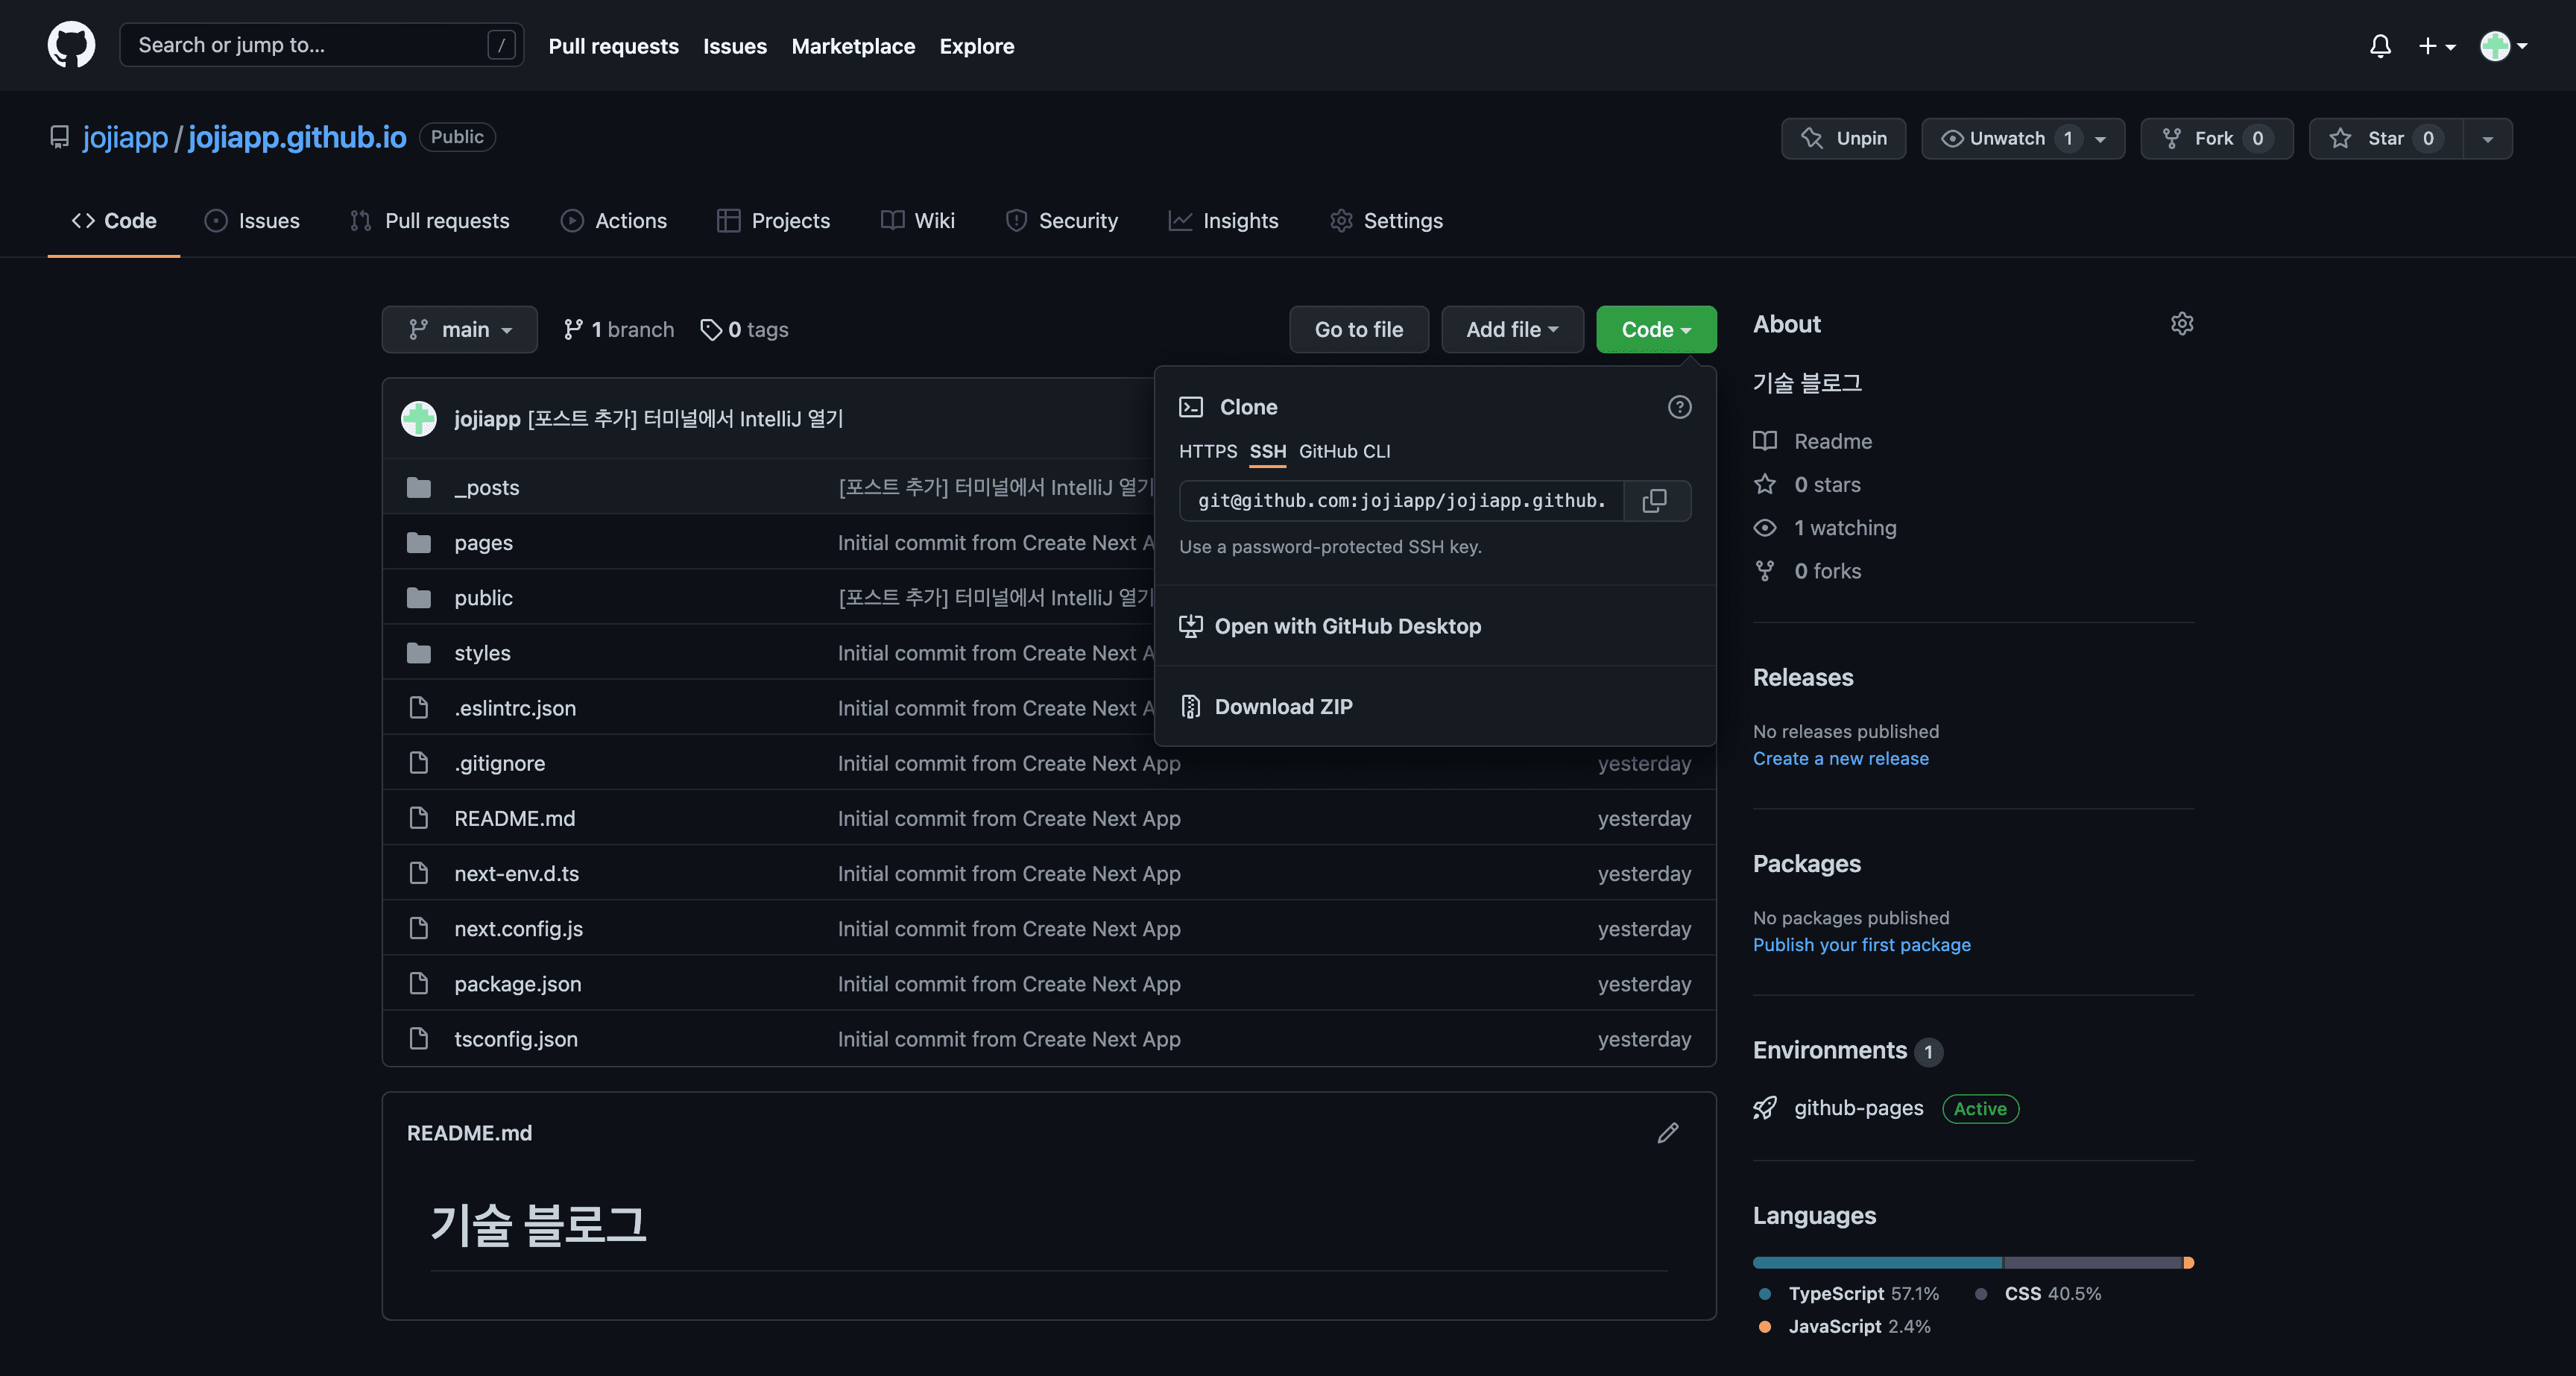 Search or jump to... /
Pull requests Issues Marketplace Explore
jojiapp / jojiapp.github.io Public
Unpin Unwatch 1 Fork 0 Star 0
Code Issues Pull requests Actions Projects Wiki Security Insights Settings
main 1 branch 0 tags
Go to file Add file Code
jojiapp [포스트 추가] 터미널에서 IntelliJ 열기
_posts [포스트 추가] 터미널에서 IntelliJ 열기
pages Initial commit from Create Next A
public [포스트 추가] 터미널에서 IntelliJ 열기
styles Initial commit from Create Next A
.eslintrc.json Initial commit from Create Next A
.gitignore Initial commit from Create Next App yesterday
README.md Initial commit from Create Next App yesterday
next-env.d.ts Initial commit from Create Next App yesterday
next.config.js Initial commit from Create Next App yesterday
package.json Initial commit from Create Next App yesterday
tsconfig.json Initial commit from Create Next App yesterday
Clone
HTTPS SSH GitHub CLI
git@github.com:jojiapp/jojiapp.github.
Use a password-protected SSH key.
Open with GitHub Desktop
Download ZIP
README.md
기술 블로그
About
기술 블로그
Readme
0 stars
1 watching
0 forks
Releases
No releases published
Create a new release
Packages
No packages published
Publish your first package
Environments 1
github-pages Active
Languages
TypeScript 57.1% CSS 40.5%
JavaScript 2.4%